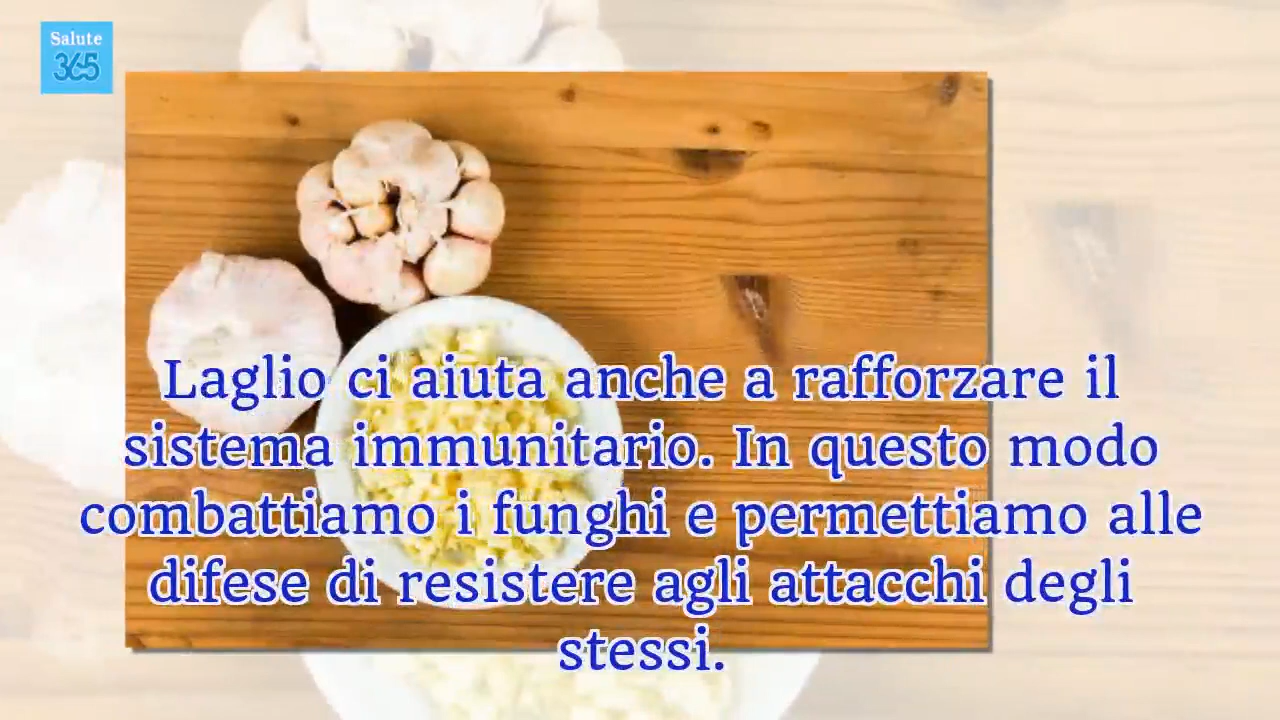 Salute
365
Laglio ci aiuta anche a rafforzare il
sistema immunitario. In questo modo
combattiamo i funghi e permettiamo alle
difese di resistere agli attacchi degli
stessi.